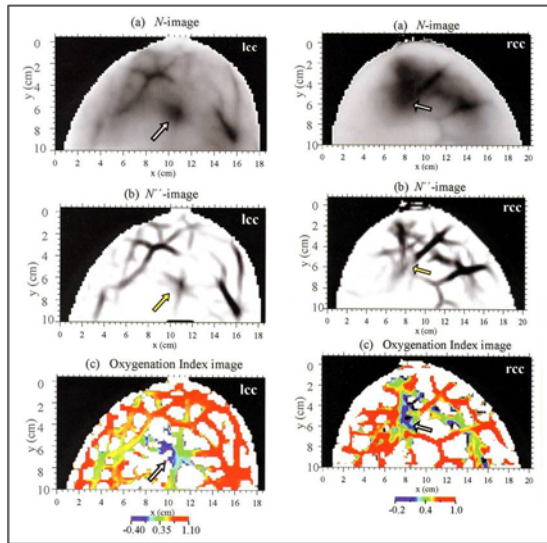 (a) N-image
lcc
y (cm)
0
2
4
6
8
10
0 2 4 6 8 10 12 14 16 18
x (cm)
(b) N´´-image
lcc
y (cm)
0
2
4
6
8
10
0 2 4 6 8 10 12 14 16 18
x (cm)
(c) Oxygenation Index image
lcc
y (cm)
0
2
4
6
8
10
0 2 4 6 8 10 12 14 16 18
x (cm)
-0.40 0.35 1.10
(a) N-image
rcc
y (cm)
0
2
4
6
8
10
0 2 4 6 8 10 12 14 16 18 20
x (cm)
(b) N´´-image
rcc
y (cm)
0
2
4
6
8
10
0 2 4 6 8 10 12 14 16 18 20
x (cm)
(c) Oxygenation Index image
rcc
y (cm)
0
2
4
6
8
10
0 2 4 6 8 10 12 14 16 18 20
x (cm)
-0.2 0.4 1.0